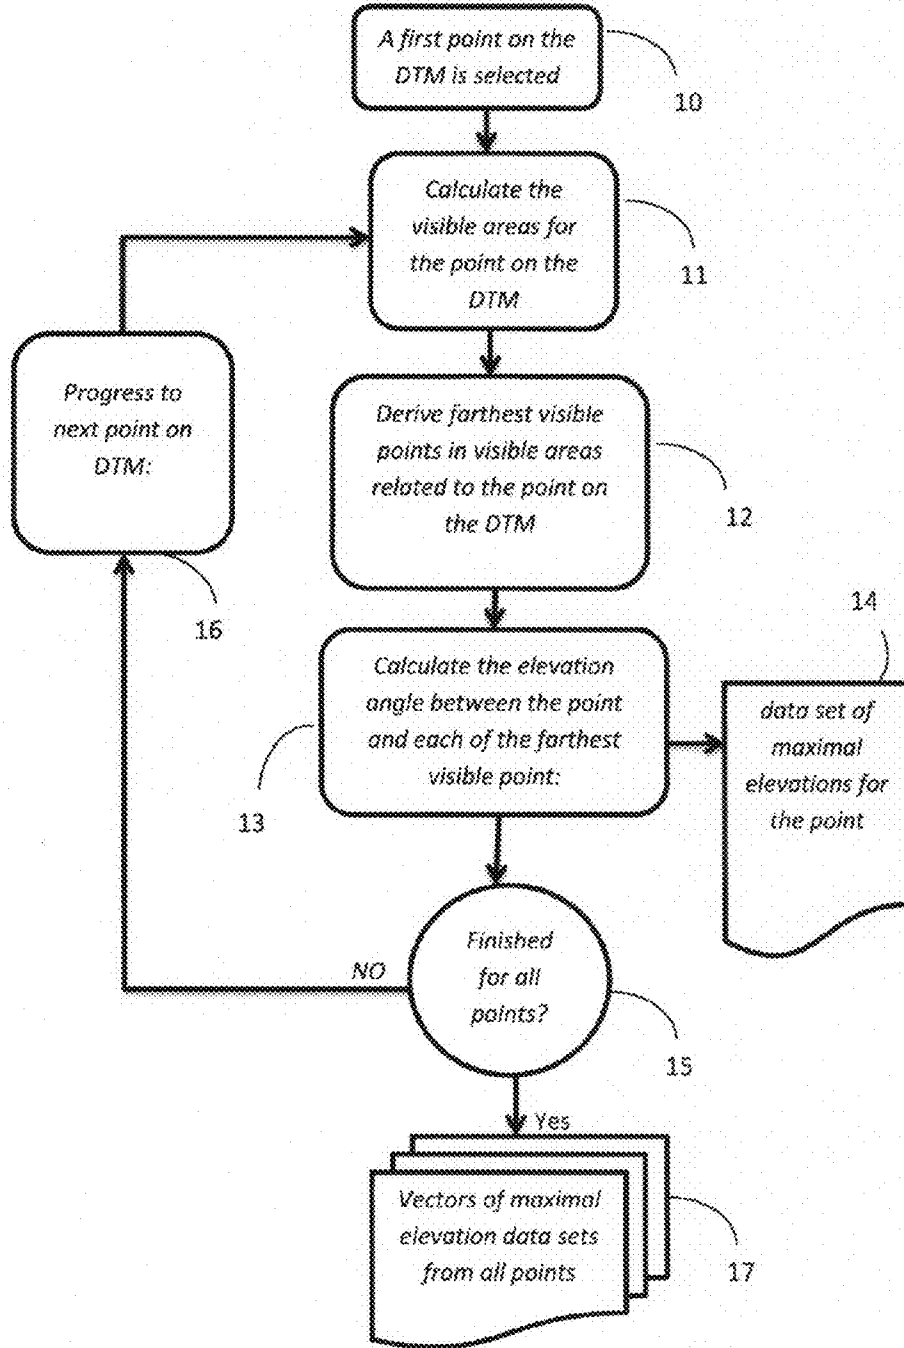 A first point on the
DTM is selected
10
Calculate the
visible areas for
the point on the
DTM
11
Progress to
next point on
DTM:
16
Derive farthest visible
points in visible areas
related to the point on
the DTM
12
Calculate the elevation
angle between the point
and each of the farthest
visible point:
13
14
data set of
maximal
elevations for
the point
Finished
for all
points?
NO
15
Yes
Vectors of maximal
elevation data sets
from all points
17